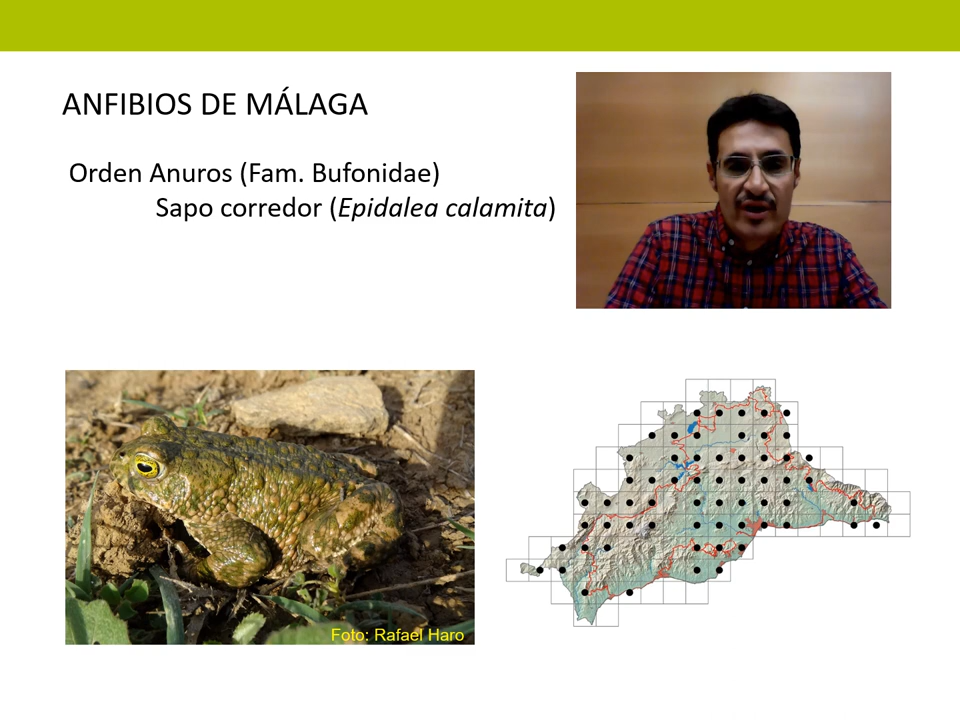 ANFIBIOS DE MÁLAGA
Orden Anuros (Fam. Bufonidae)
Sapo corredor (Epidalea calamita)
Foto: Rafael Haro